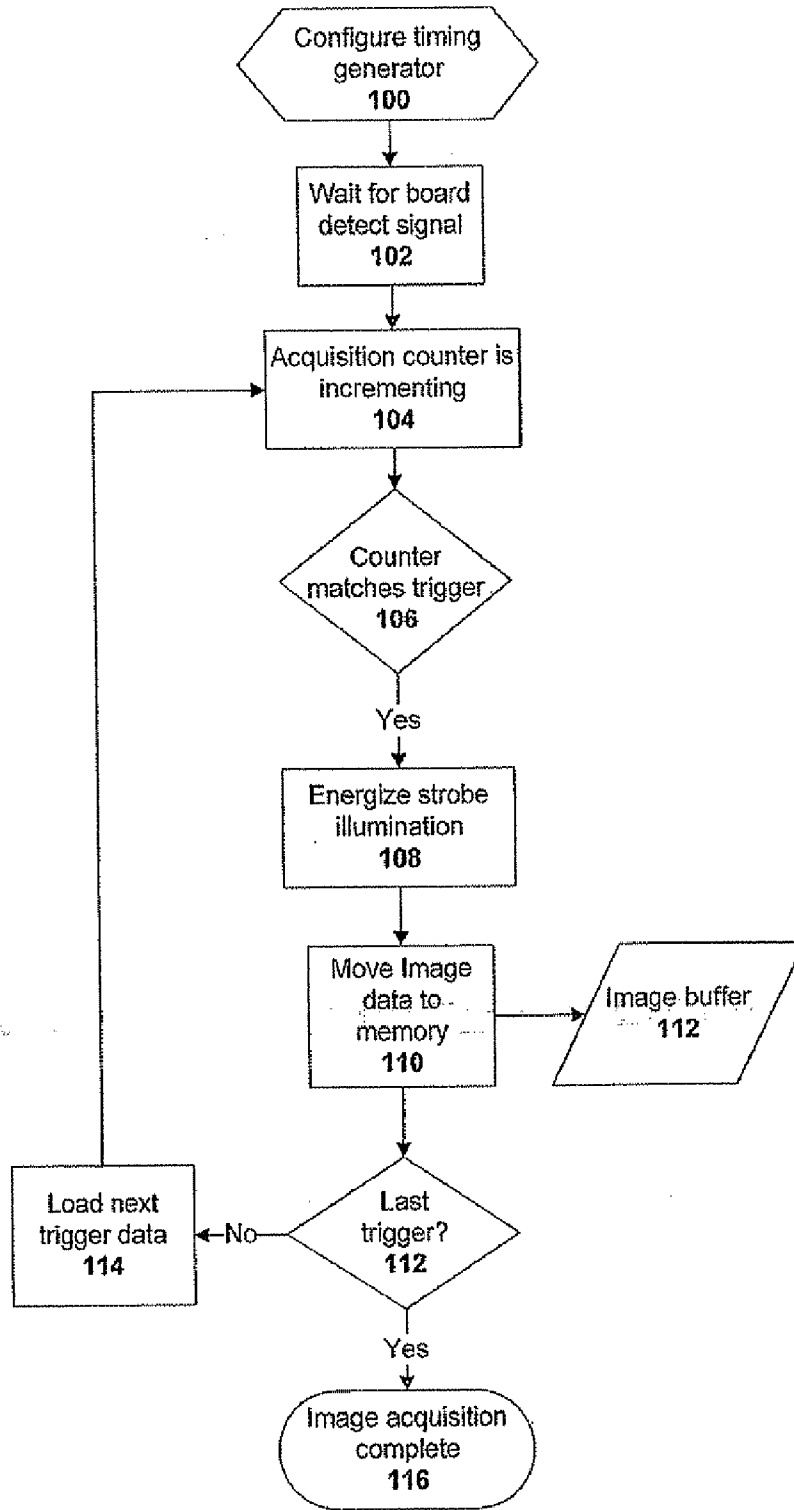 Configure timing
generator
100
Wait for board
detect signal
102
Acquisition counter is
incrementing
104
Counter
matches trigger
106
Yes
Energize strobe
illumination
108
Move Image
data to
memory
110
Image buffer
112
Last
trigger?
112
No
Load next
trigger data
114
Yes
Image acquisition
complete
116